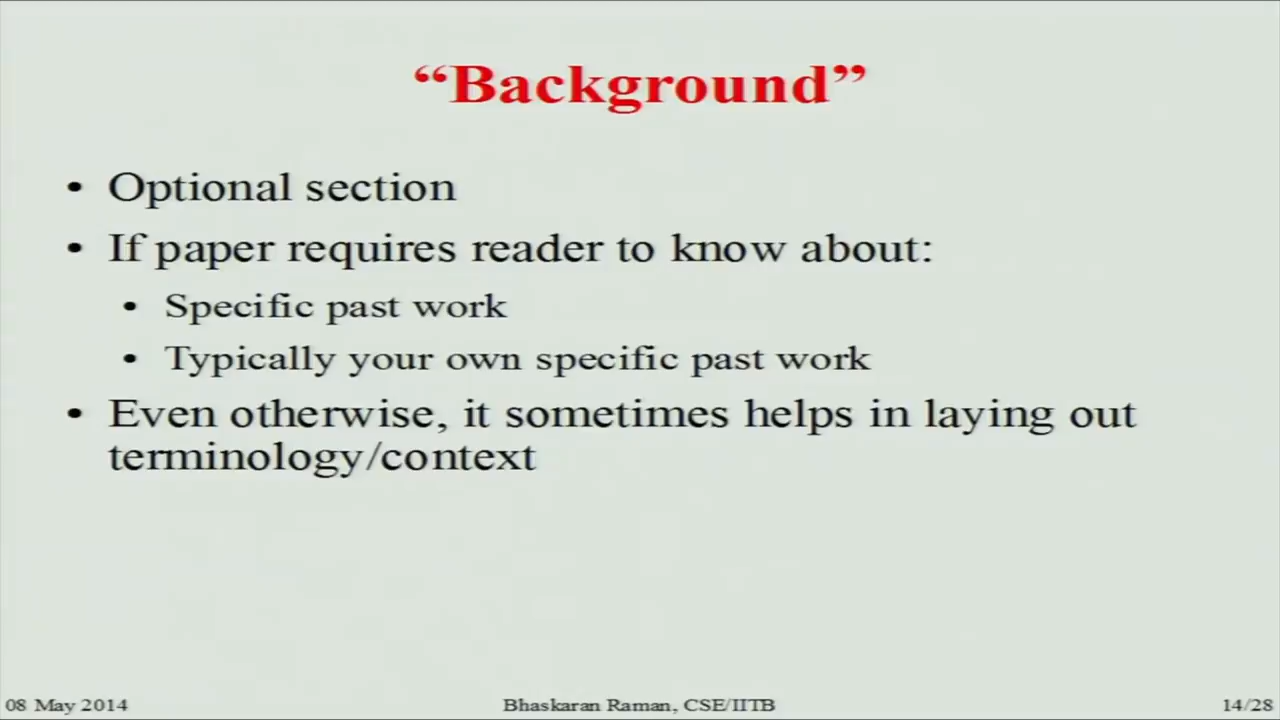 “Background”
• Optional section
• If paper requires reader to know about:
• Specific past work
• Typically your own specific past work
• Even otherwise, it sometimes helps in laying out
terminology/context
08 May 2014 Bhaskaran Raman, CSE/IITB 14/28